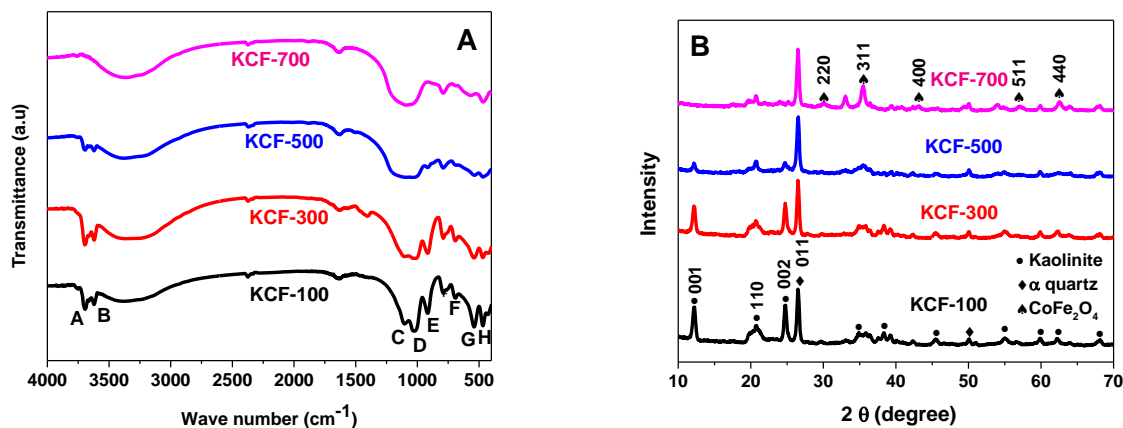 A
KCF-700
KCF-500
KCF-300
KCF-100
A
B
C
D
E
F
G
H
Transmittance (a.u)
4000 3500 3000 2500 2000 1500 1000 500
Wave number (cm⁻¹)
B
220
311
400
511
440
KCF-700
KCF-500
KCF-300
001
110
002
011
Kaolinite
α quartz
CoFe₂O₄
KCF-100
Intensity
10 20 30 40 50 60 70
2 θ (degree)